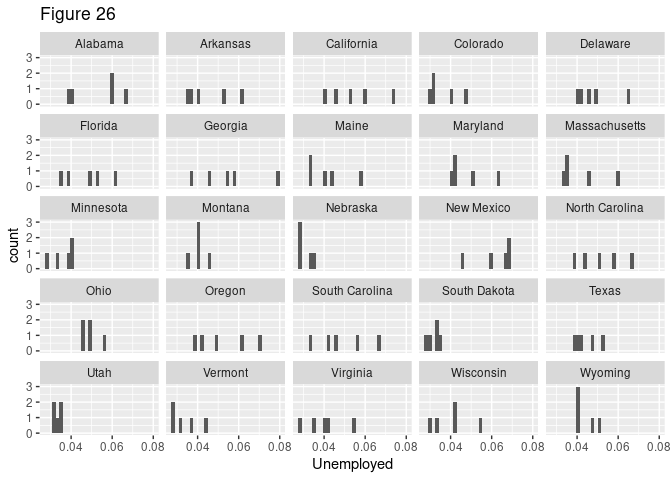 Figure 26
Alabama Arkansas California Colorado Delaware
3
2
1
0
Florida Georgia Maine Maryland Massachusetts
3
2
1
0
Minnesota Montana Nebraska New Mexico North Carolina
3
2
1
0
count
Ohio Oregon South Carolina South Dakota Texas
3
2
1
0
Utah Vermont Virginia Wisconsin Wyoming
3
2
1
0
0.04 0.06 0.08 0.04 0.06 0.08 0.04 0.06 0.08 0.04 0.06 0.08 0.04 0.06 0.08
Unemployed